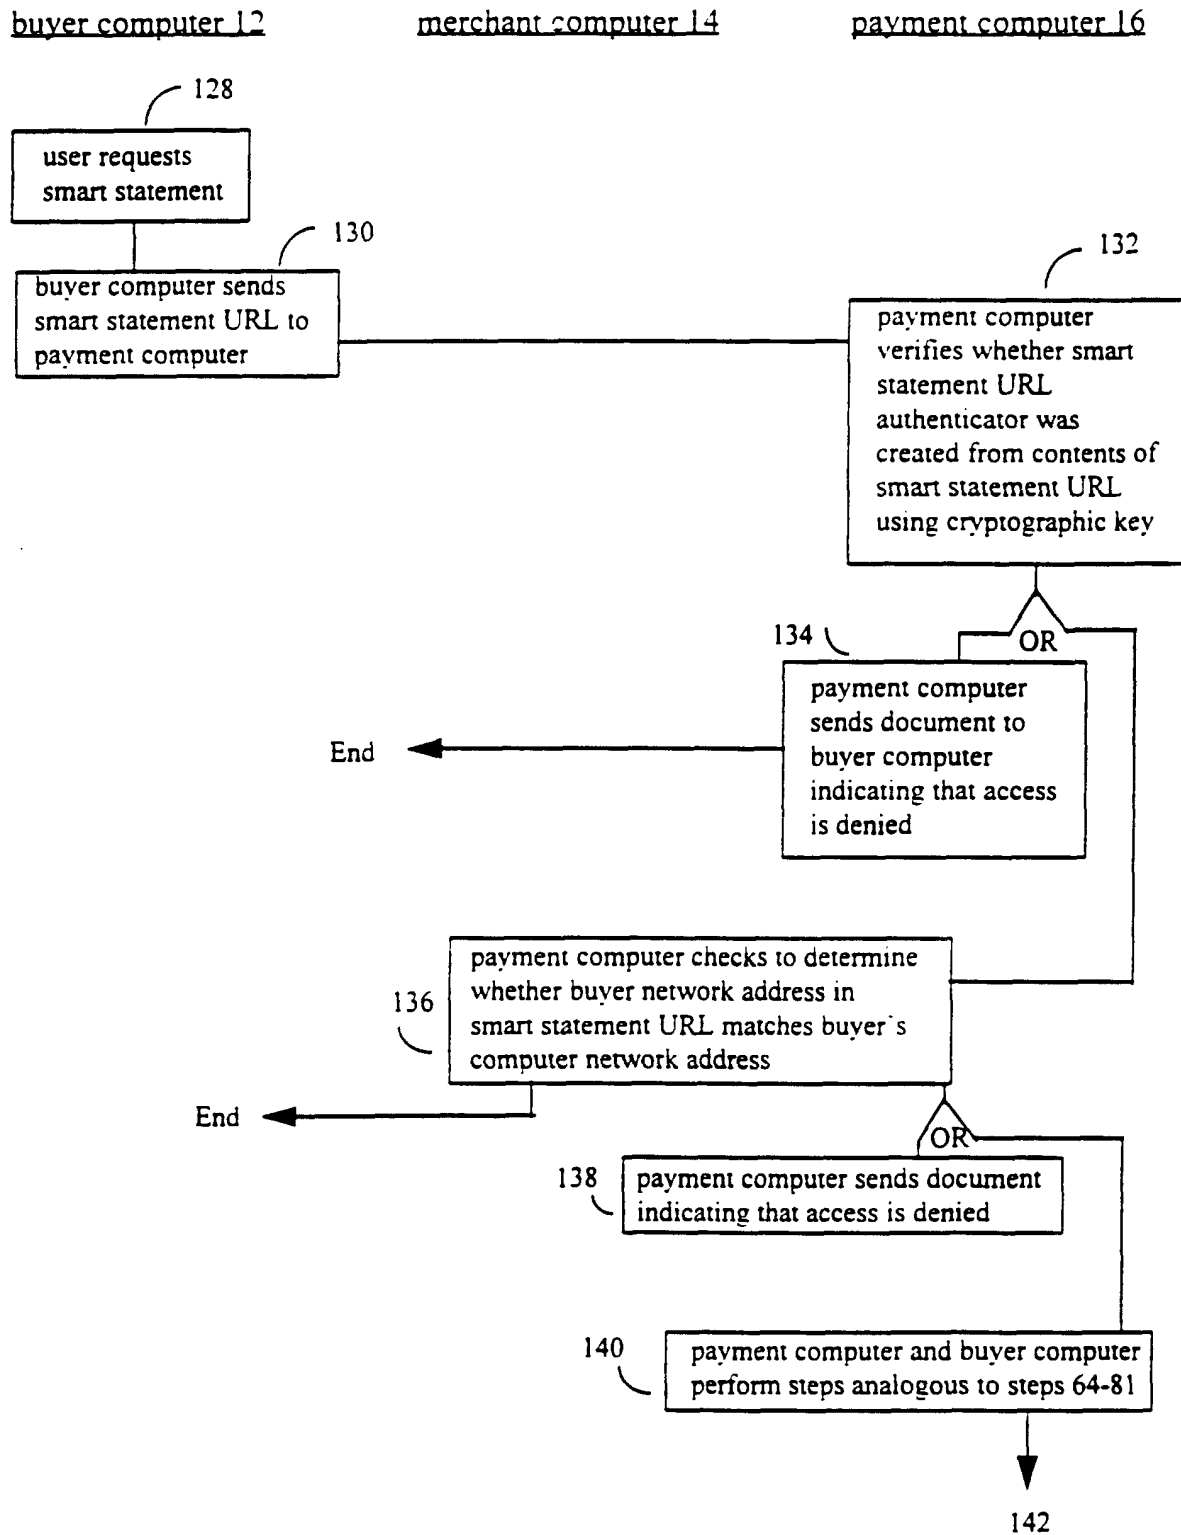 buyer computer 12
merchant computer 14
payment computer 16
128
user requests
smart statement
130
buyer computer sends
smart statement URL to
payment computer
132
payment computer
verifies whether smart
statement URL
authenticator was
created from contents of
smart statement URL
using cryptographic key
OR
134
payment computer
sends document to
buyer computer
indicating that access
is denied
End
136
payment computer checks to determine
whether buyer network address in
smart statement URL matches buyer's
computer network address
End
OR
138
payment computer sends document
indicating that access is denied
140
payment computer and buyer computer
perform steps analogous to steps 64-81
142